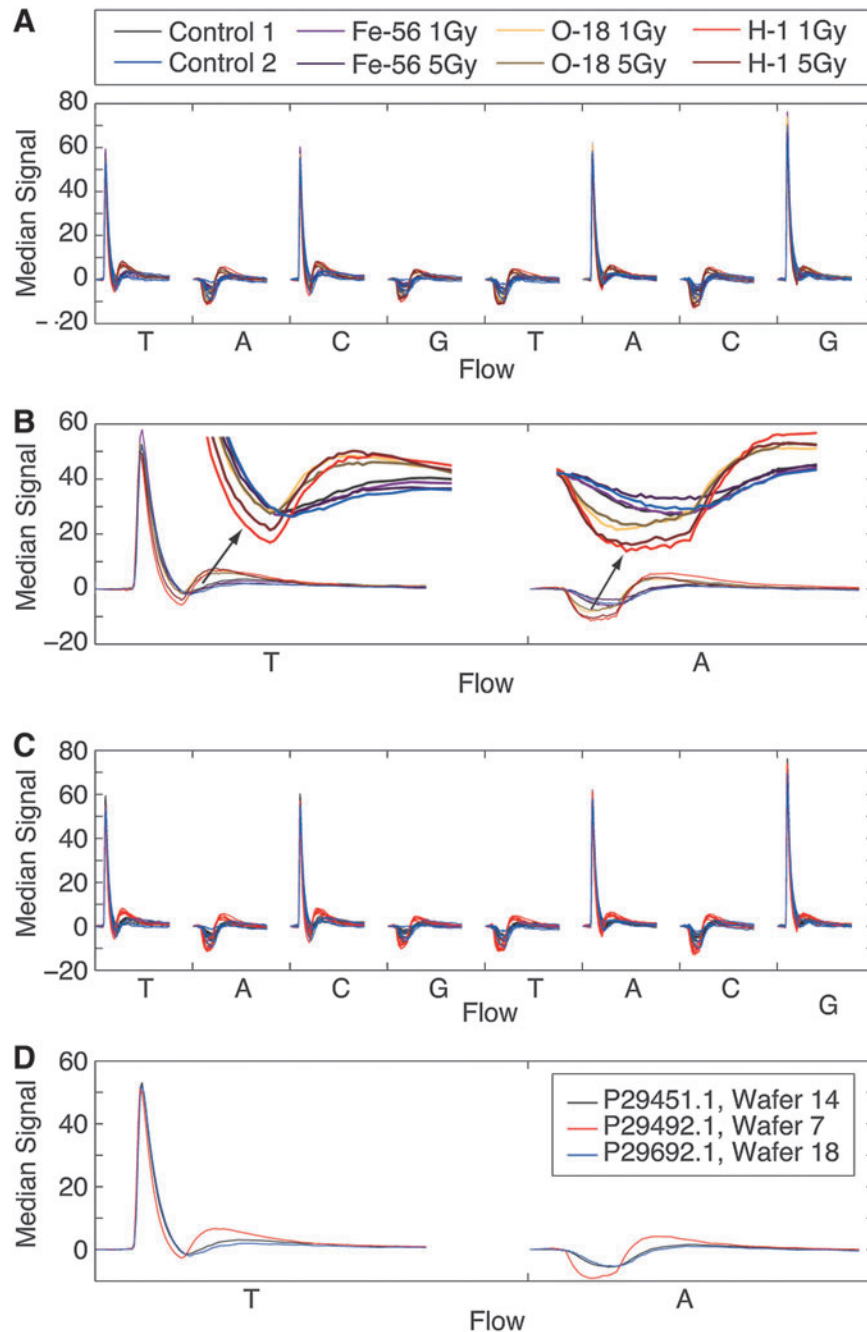 A
Control 1 Fe-56 1Gy O-18 1Gy H-1 1Gy
Control 2 Fe-56 5Gy O-18 5Gy H-1 5Gy
80
60
40
20
0
-20
Median Signal
T A C G T A C G
Flow
B
60
40
20
0
-20
Median Signal
T A
Flow
C
80
60
40
20
0
-20
Median Signal
T A C G T A C G
Flow
D
60
40
20
0
Median Signal
P29451.1, Wafer 14
P29492.1, Wafer 7
P29692.1, Wafer 18
T A
Flow